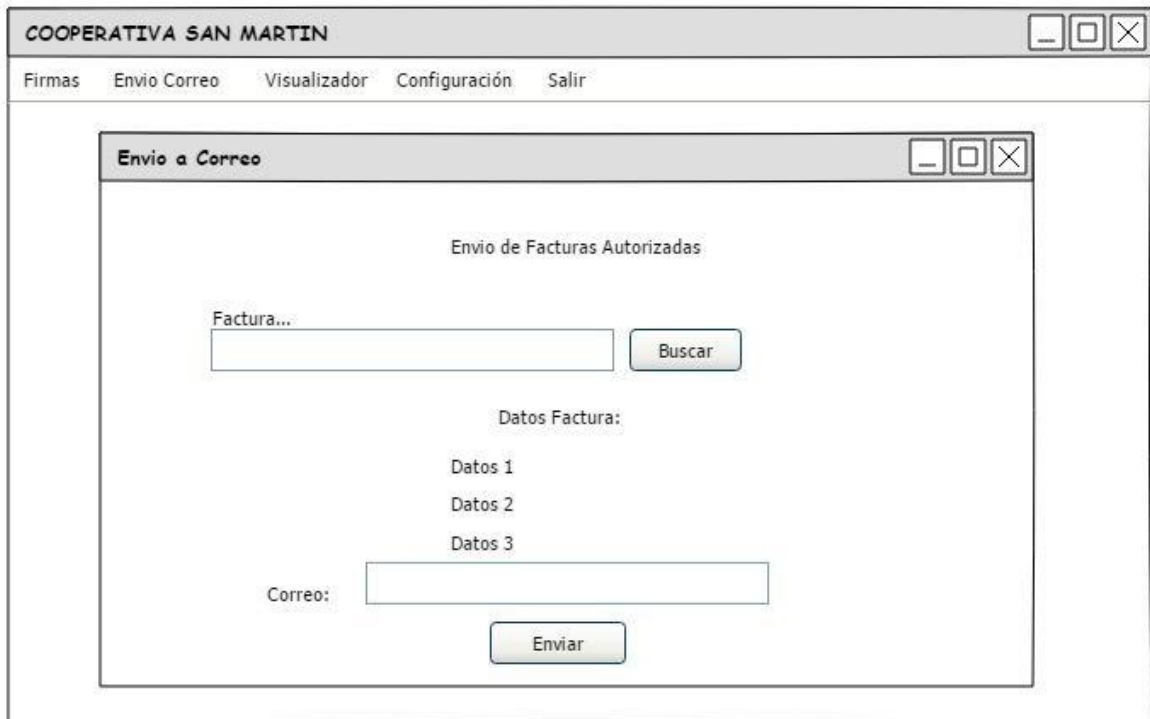 COOPERATIVA SAN MARTIN
Firmas Envio Correo Visualizador Configuración Salir
Envio a Correo
Envio de Facturas Autorizadas
Factura...
Buscar
Datos Factura:
Datos 1
Datos 2
Datos 3
Correo:
Enviar